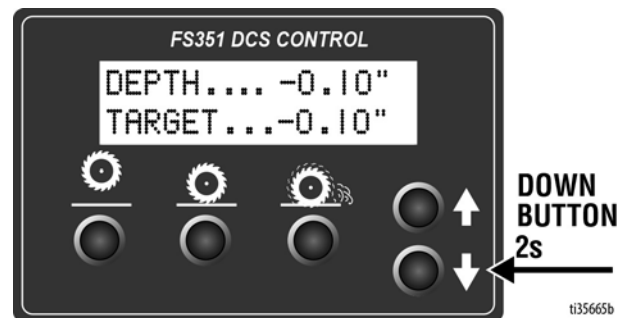 FS351 DCS CONTROL
DEPTH.... -0.10"
TARGET...-0.10"
DOWN
BUTTON
2s
ti35665b